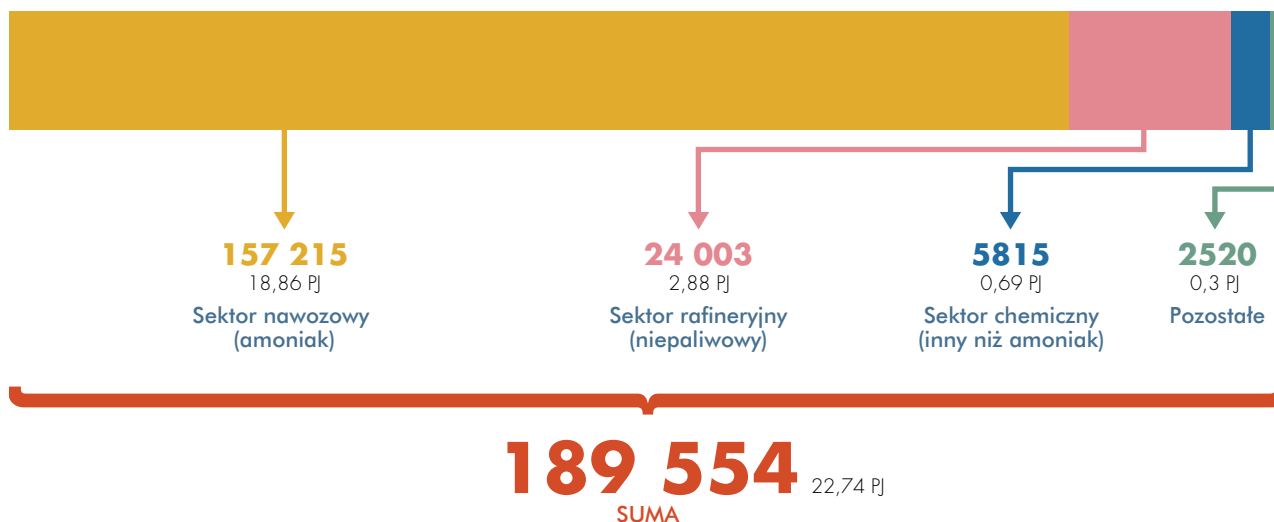 157 215
18,86 PJ
Sektor nawozowy
(amoniak)
24 003
2,88 PJ
Sektor rafineryjny
(niepaliwowy)
5815
0,69 PJ
Sektor chemiczny
(inny niż amoniak)
2520
0,3 PJ
Pozostałe
189 554 22,74 PJ
SUMA